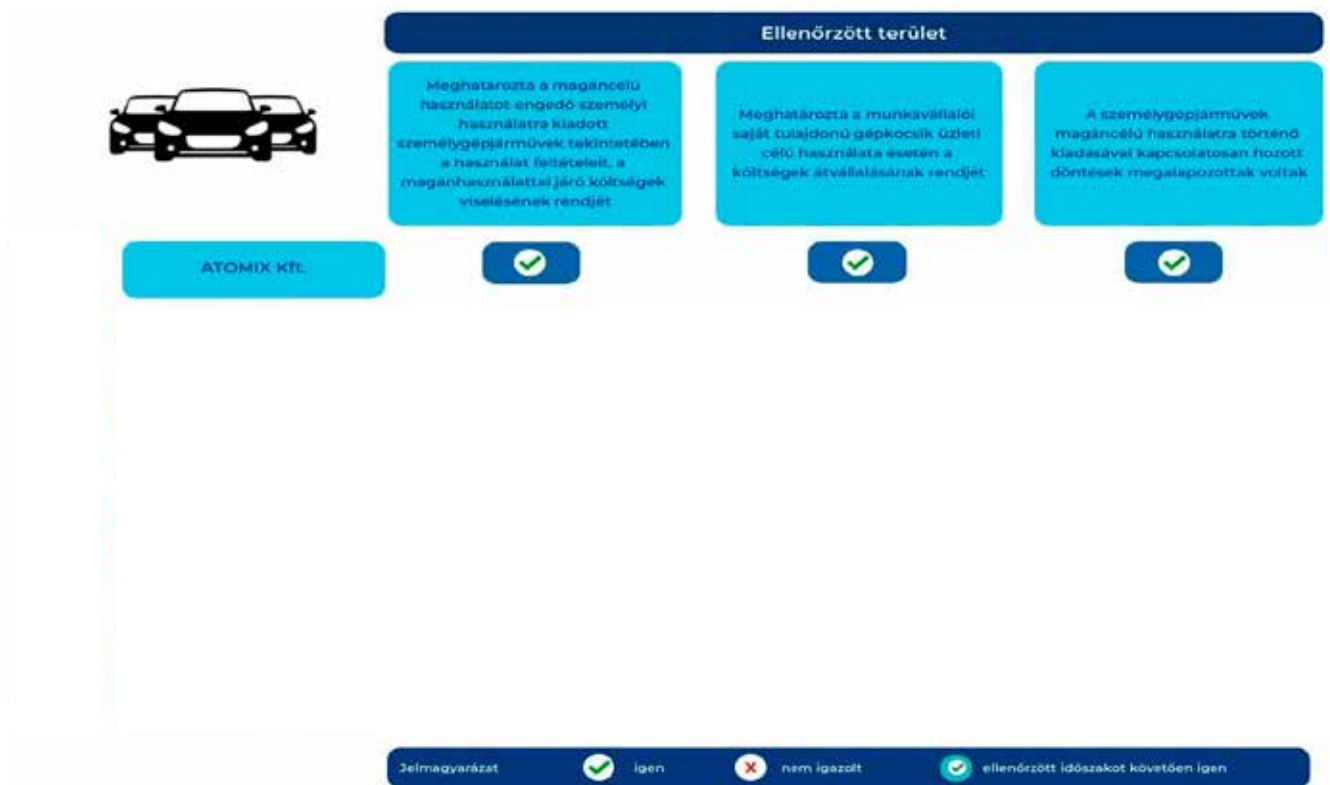 Ellenőrzött terület
Meghatározta a magáncélú
használatot engedő személyi
használatra kiadott
személygépjárművek tekintetében
a használat feltételeit, a
magánhasználattal járó költségek
viselésének rendjét
Meghatározta a munkavállalói
saját tulajdonú gépkocsik üzleti
célú használata esetén a
költségek átvállalásának rendjét
A személygépjárművek
magáncélú használatra történő
kiadásával kapcsolatosan hozott
döntések megalapozottak voltak
ATOMIX Kft.
Jelmagyarázat igen nem igazolt ellenőrzött időszakot követően igen